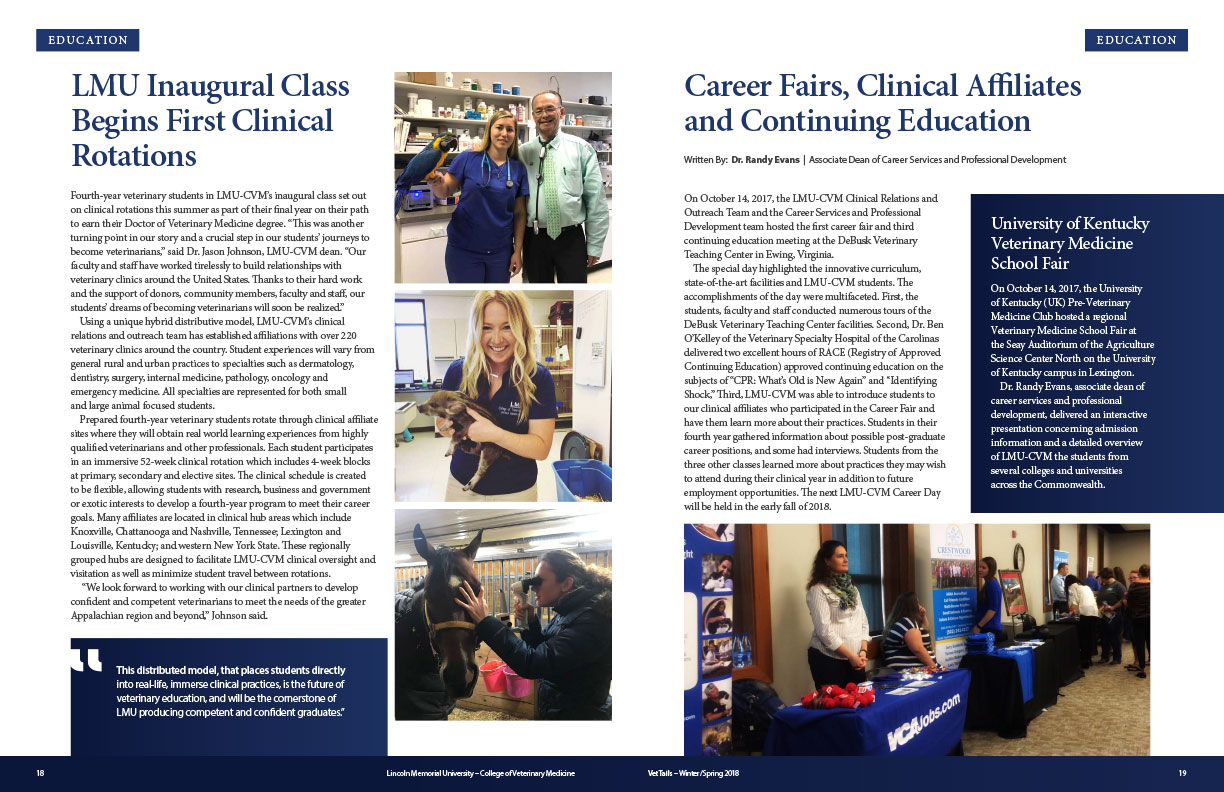 EDUCATION
LMU Inaugural Class
Begins First Clinical
Rotations
Fourth-year veterinary students in LMU-CVM's inaugural class set out
on clinical rotations this summer as part of their final year on their path
to earn their Doctor of Veterinary Medicine degree. "This was another
turning point in our story and a crucial step in our students' journeys to
become veterinarians," said Dr. Jason Johnson, LMU-CVM dean. "Our
faculty and staff have worked tirelessly to build relationships with
veterinary clinics around the United States. Thanks to their hard work
and the support of donors, community members, faculty and staff, our
students' dreams of becoming veterinarians will soon be realized."
Using a unique hybrid distributive model, LMU-CVM's clinical
relations and outreach team has established affiliations with over 220
veterinary clinics around the country. Student experiences will vary from
general rural and urban practices to specialties such as dermatology,
dentistry, surgery, internal medicine, pathology, oncology and
emergency medicine. All specialties are represented for both small
and large animal focused students.
Prepared fourth-year veterinary students rotate through clinical affiliate
sites where they will obtain real world learning experiences from highly
qualified veterinarians and other professionals. Each student participates
in an immersive 52-week clinical rotation which includes 4-week blocks
at primary, secondary and elective sites. The clinical schedule is created
to be flexible, allowing students with research, business and government
or exotic interests to develop a fourth-year program to meet their career
goals. Many affiliates are located in clinical hub areas which include
Knoxville, Chattanooga and Nashville, Tennessee; Lexington and
Louisville, Kentucky; and western New York State. These regionally
grouped hubs are designed to facilitate LMU-CVM clinical oversight and
visitation as well as minimize student travel between rotations.
"We look forward to working with our clinical partners to develop
confident and competent veterinarians to meet the needs of the greater
Appalachian region and beyond," Johnson said.
"
This distributed model, that places students directly
into real-life, immerse clinical practices, is the future of
veterinary education, and will be the cornerstone of
LMU producing competent and confident graduates."
18
Lincoln Memorial University – College of Veterinary Medicine
EDUCATION
Career Fairs, Clinical Affiliates
and Continuing Education
Written By: Dr. Randy Evans | Associate Dean of Career Services and Professional Development
On October 14, 2017, the LMU-CVM Clinical Relations and
Outreach Team and the Career Services and Professional
Development team hosted the first career fair and third
continuing education meeting at the DeBusk Veterinary
Teaching Center in Ewing, Virginia.
The special day highlighted the innovative curriculum,
state-of-the-art facilities and LMU-CVM students. The
accomplishments of the day were multifaceted. First, the
students, faculty and staff conducted numerous tours of the
DeBusk Veterinary Teaching Center facilities. Second, Dr. Ben
O'Kelley of the Veterinary Specialty Hospital of the Carolinas
delivered two excellent hours of RACE (Registry of Approved
Continuing Education) approved continuing education on the
subjects of "CPR: What's Old is New Again" and "Identifying
Shock," Third, LMU-CVM was able to introduce students to
our clinical affiliates who participated in the Career Fair and
have them learn more about their practices. Students in their
fourth year gathered information about possible post-graduate
career positions, and some had interviews. Students from the
three other classes learned more about practices they may wish
to attend during their clinical year in addition to future
employment opportunities. The next LMU-CVM Career Day
will be held in the early fall of 2018.
University of Kentucky
Veterinary Medicine
School Fair
On October 14, 2017, the University
of Kentucky (UK) Pre-Veterinary
Medicine Club hosted a regional
Veterinary Medicine School Fair at
the Seay Auditorium of the Agriculture
Science Center North on the University
of Kentucky campus in Lexington.
Dr. Randy Evans, associate dean of
career services and professional
development, delivered an interactive
presentation concerning admission
information and a detailed overview
of LMU-CVM the students from
several colleges and universities
across the Commonwealth.
CRESTWOOD
VCAJobs.com
VetTails – Winter/Spring 2018
19